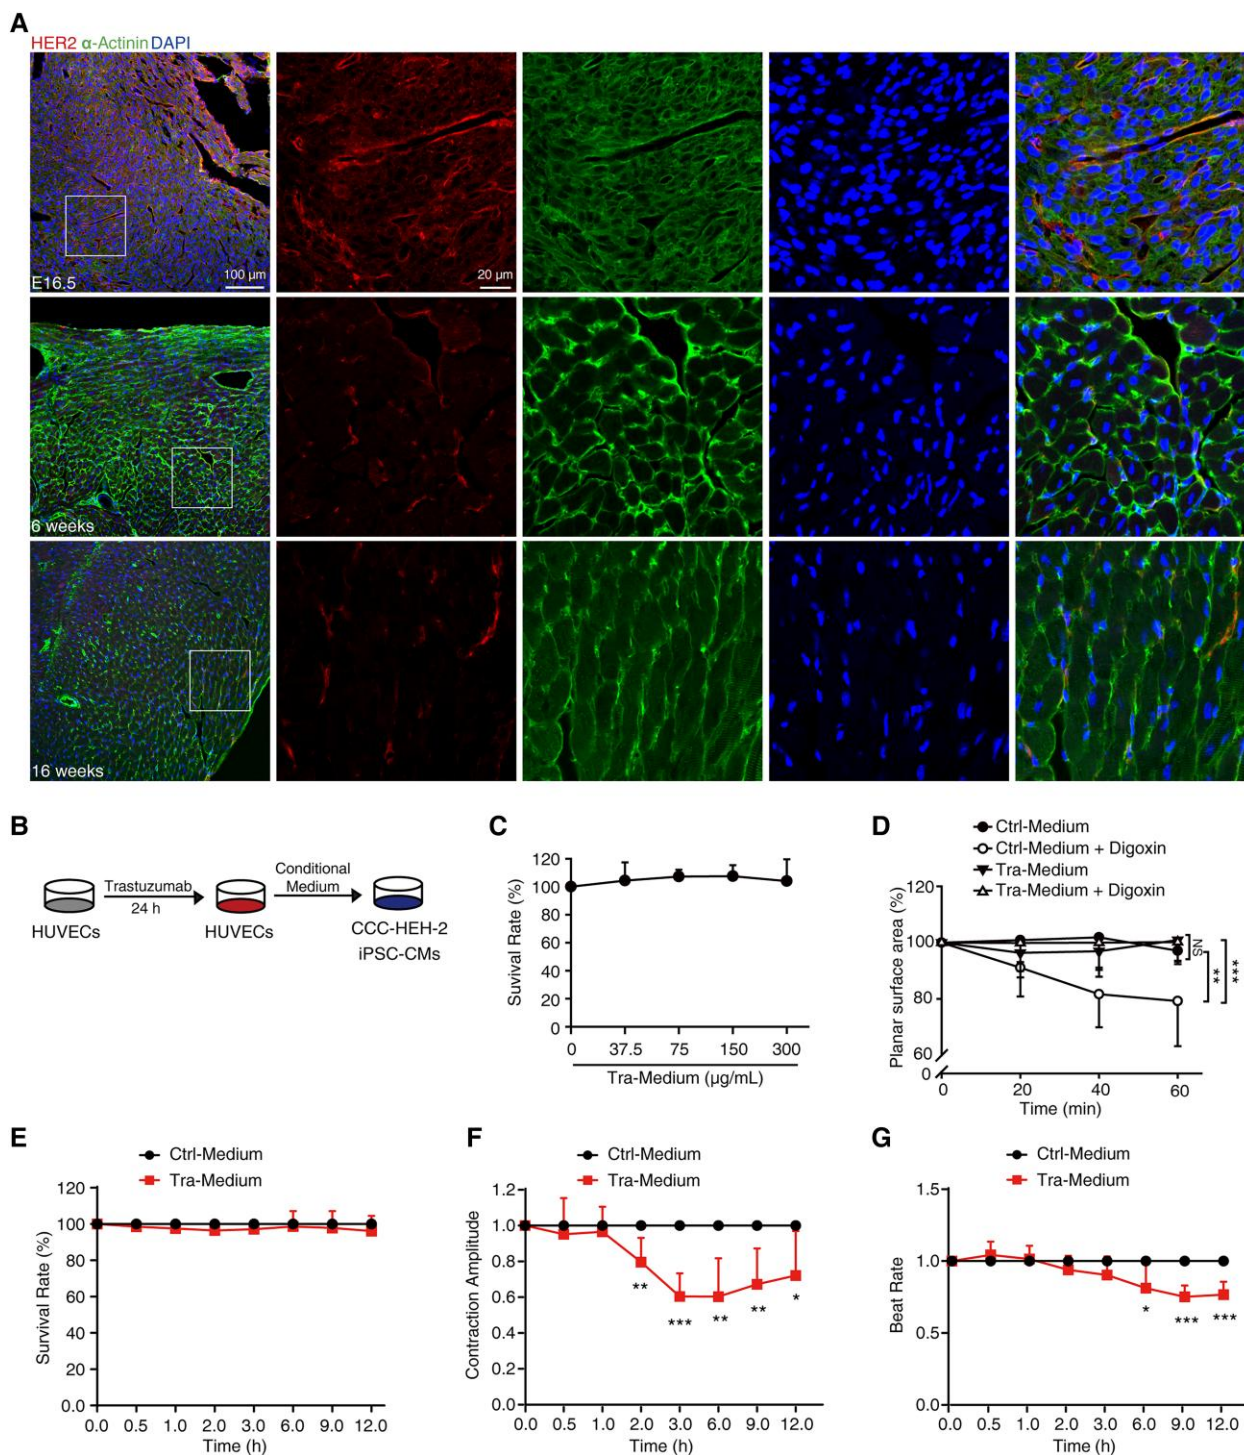 A
HER2 α-Actinin DAPI
E16.5
100 µm
20 µm
6 weeks
16 weeks
B
Trastuzumab
24 h
Conditional
Medium
HUVECs
HUVECs
CCC-HEH-2
iPSC-CMs
C
Suvival Rate (%)
120
100
80
60
40
20
0
0 37.5 75 150 300
Tra-Medium (µg/mL)
D
Ctrl-Medium
Ctrl-Medium + Digoxin
Tra-Medium
Tra-Medium + Digoxin
Planar surface area (%)
120
100
80
60
0
0 20 40 60
Time (min)
NS
**
***
E
Ctrl-Medium
Tra-Medium
Survival Rate (%)
120
100
80
60
40
20
0.0
0.0 0.5 1.0 2.0 3.0 6.0 9.0 12.0
Time (h)
F
Ctrl-Medium
Tra-Medium
Contraction Amplitude
1.2
1.0
0.8
0.6
0.4
0.2
0.0
** *** ** ** *
0.0 0.5 1.0 2.0 3.0 6.0 9.0 12.0
Time (h)
G
Ctrl-Medium
Tra-Medium
Beat Rate
1.5
1.0
0.5
0.0
* *** ***
0.0 0.5 1.0 2.0 3.0 6.0 9.0 12.0
Time (h)